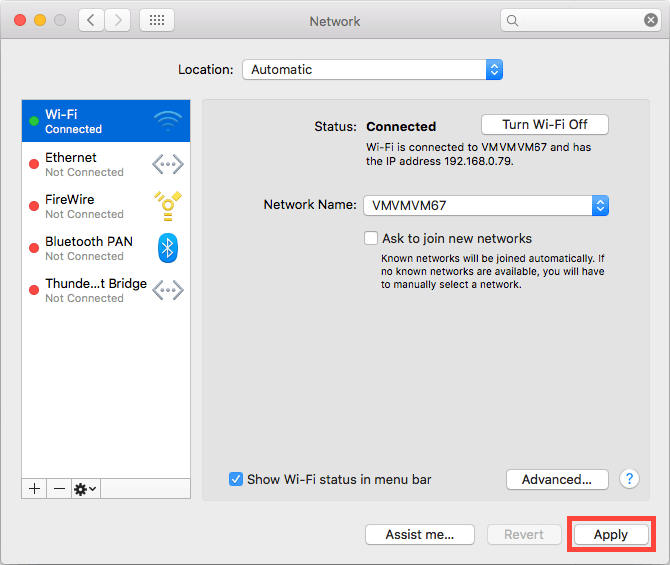 Network
Location: Automatic
Wi-Fi
Connected
Ethernet
Not Connected
FireWire
Not Connected
Bluetooth PAN
Not Connected
Thunde...t Bridge
Not Connected
Status: Connected
Turn Wi-Fi Off
Wi-Fi is connected to VMVMVM67 and has
the IP address 192.168.0.79.
Network Name: VMVMVM67
Ask to join new networks
Known networks will be joined automatically. If
no known networks are available, you will have
to manually select a network.
Show Wi-Fi status in menu bar
Advanced...
?
Assist me...
Revert
Apply